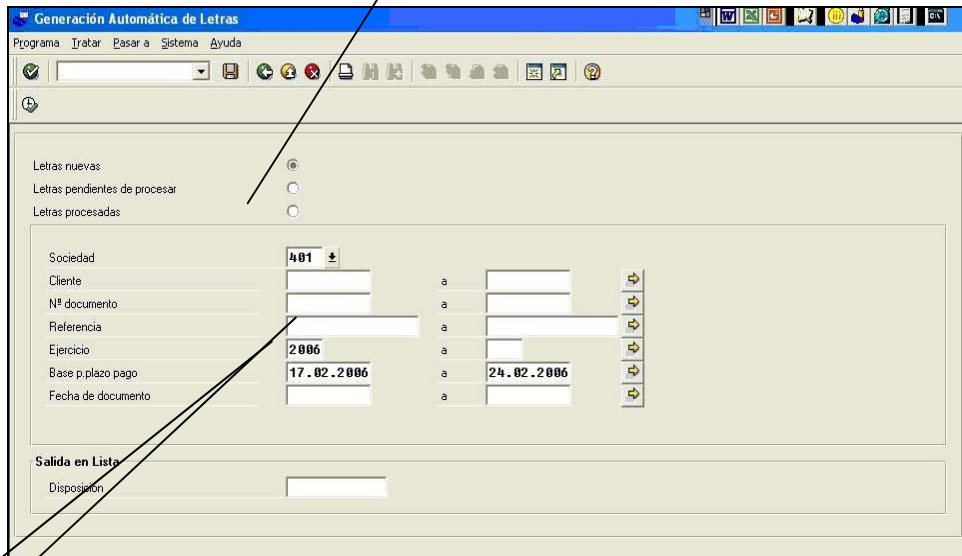 Generación Automática de Letras
Programa Tratar Pasar a Sistema Ayuda
Letras nuevas
Letras pendientes de procesar
Letras procesadas
Sociedad 401
Cliente a
Nº documento a
Referencia a
Ejercicio 2006 a
Base p.plazo pago 17.02.2006 a 24.02.2006
Fecha de documento a
Salida en Lista
Disposición